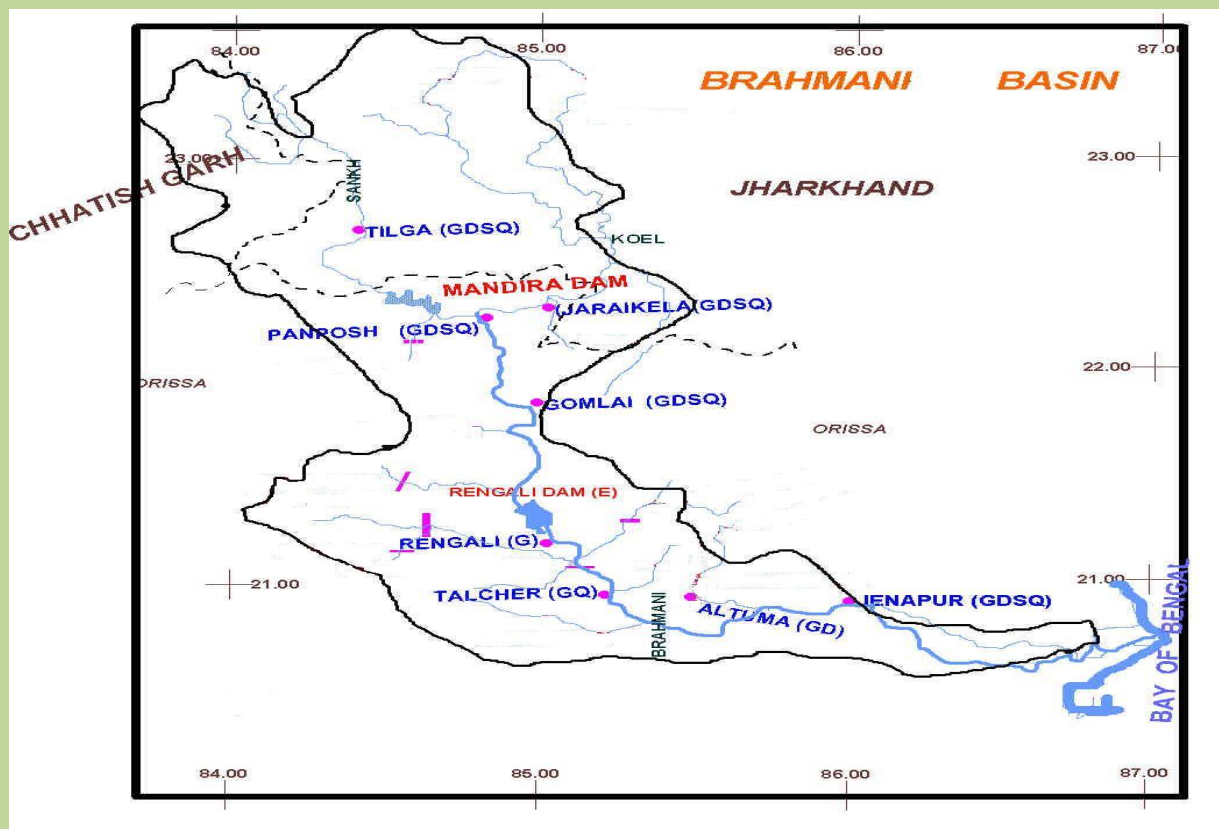 84.00 85.00 86.00 87.00
BRAHMANI BASIN
23.00 23.00
CHHATISH GARH
SANKH
JHARKHAND
TILGA (GDSQ)
KOEL
MANDIRA DAM
(JARAIKELA(GDSQ)
PANPOSH (GDSQ)
22.00
ORISSA
GOMLAI (GDSQ)
ORISSA
RENGALI DAM (E)
RENGALI (G)
21.00 21.00
TALCHER (GQ)
BRAHMANI
ALTUMA (GD)
JENAPUR (GDSQ)
BAY OF BENGAL
84.00 85.00 86.00 87.00